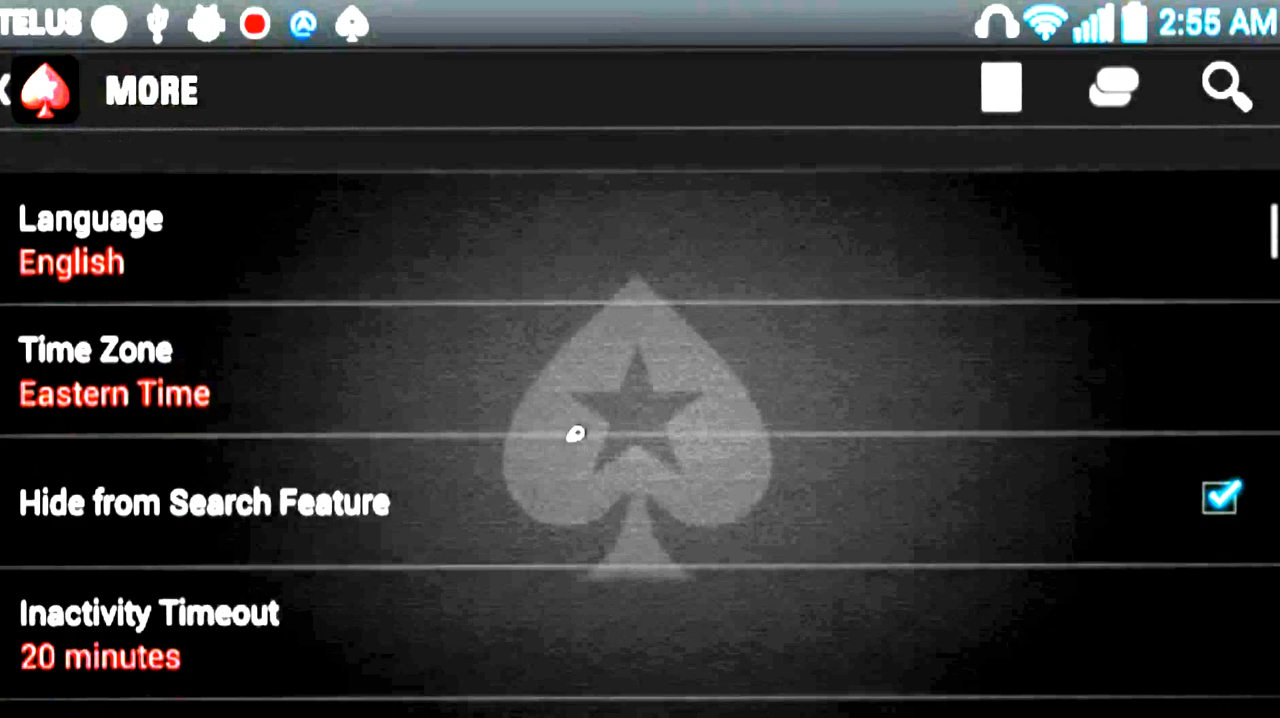 TELUS 2:55 AM
MORE
Language
English
Time Zone
Eastern Time
Hide from Search Feature
Inactivity Timeout
20 minutes